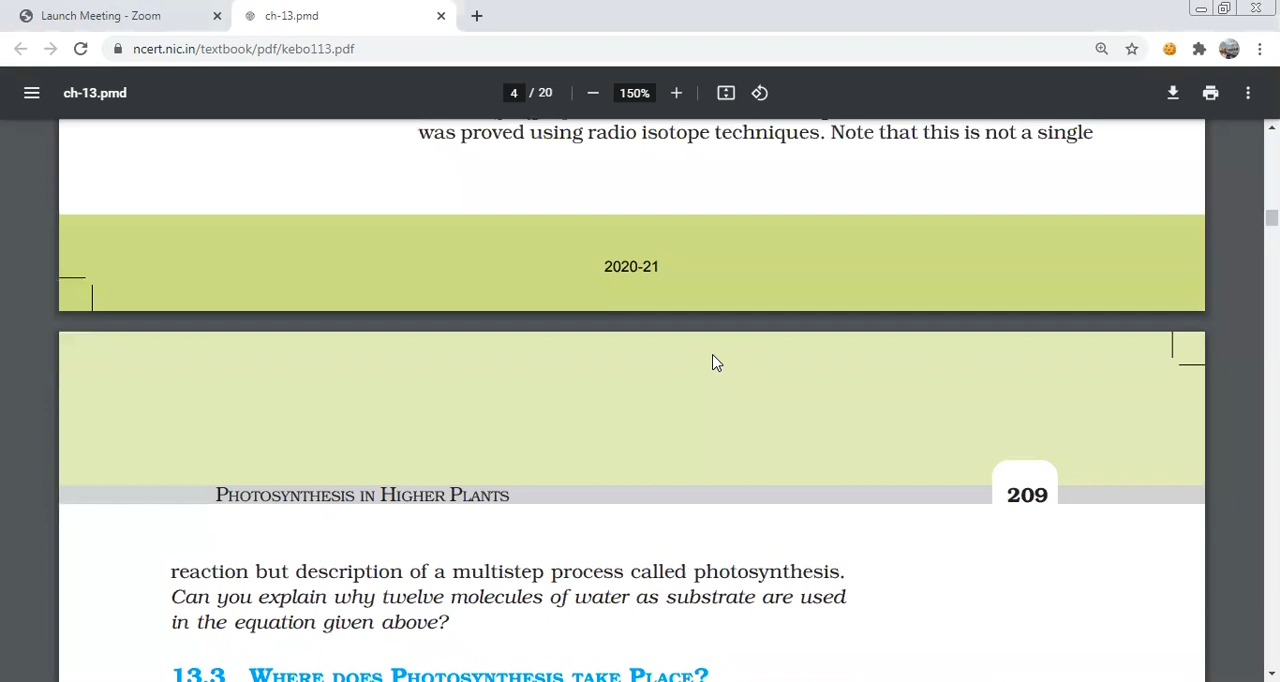 Launch Meeting - Zoom
ch-13.pmd
ncert.nic.in/textbook/pdf/kebo113.pdf
ch-13.pmd
4 / 20
150%
was proved using radio isotope techniques. Note that this is not a single
2020-21
PHOTOSYNTHESIS IN HIGHER PLANTS
209
reaction but description of a multistep process called photosynthesis.
Can you explain why twelve molecules of water as substrate are used
in the equation given above?
13.3 WHERE DOES PHOTOSYNTHESIS TAKE PLACE?